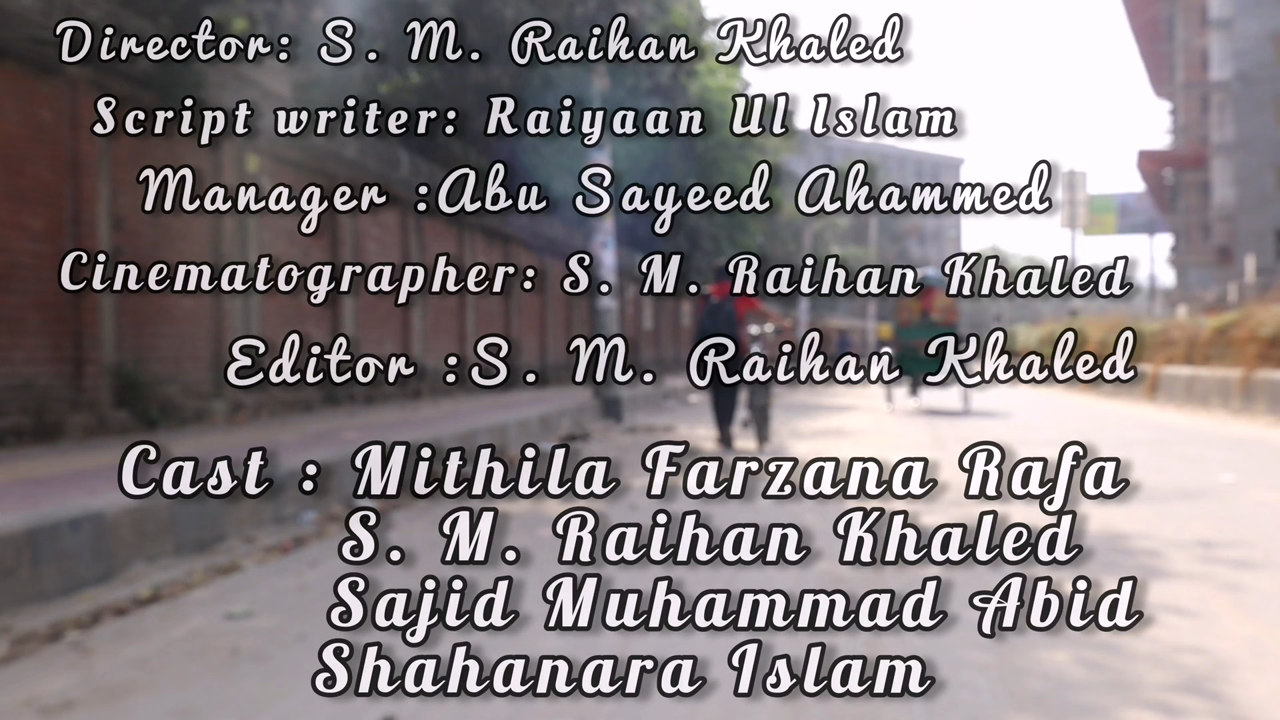 Director: S. M. Raihan Khaled
Script writer: Raiyaan Ul Islam
Manager :Abu Sayeed Ahammed
Cinematographer: S. M. Raihan Khaled
Editor :S. M. Raihan Khaled
Cast : Mithila Farzana Rafa
S. M. Raihan Khaled
Sajid Muhammad Abid
Shahanara Islam